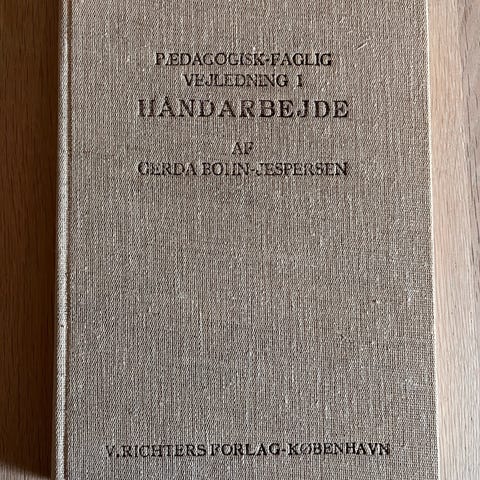 PÆDAGOGISK-FAGLIG
VEJLEDNING I
HÅNDARBEJDE
AF
GERDA BOHN-JESPERSEN
V. RICHTERS FORLAG-KØBENHAVN